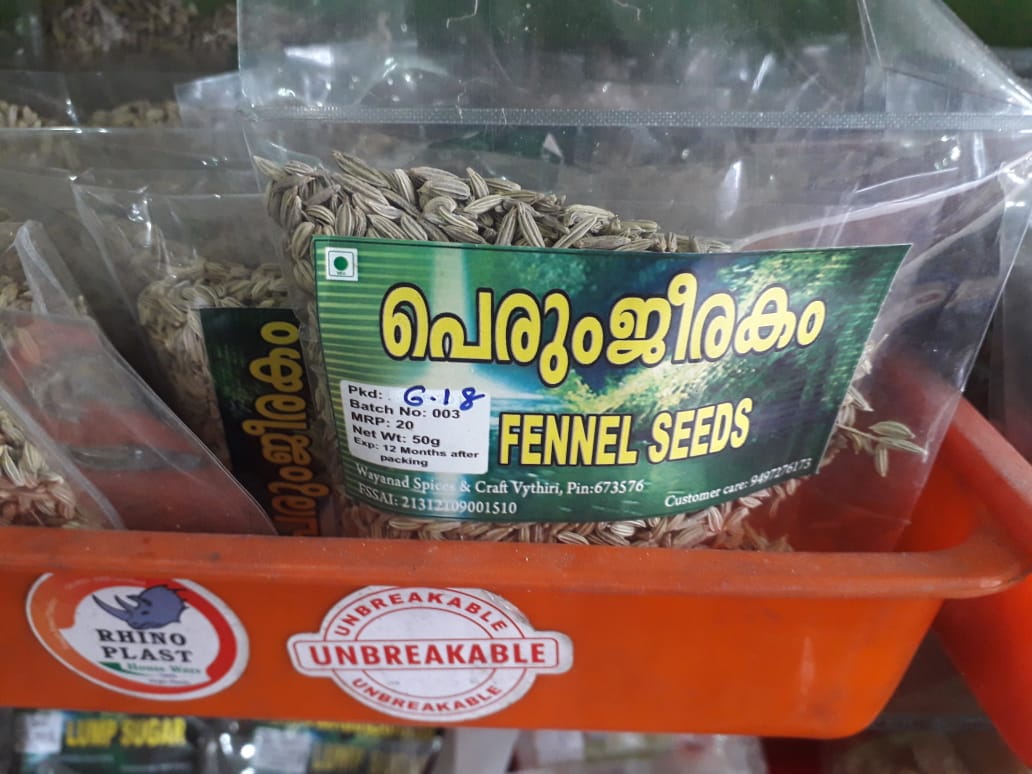 പെരുംജീരകം
Pkd: 6.18
Batch No: 003
MRP: 20
Net Wt: 50g
Exp: 12 Months after
packing
FENNEL SEEDS
Wayanad Spices & Craft Vythiri, Pin:673576
FSSAI: 21312109001510
Customer care: 9497276173
പെരുംജീരകം
RHINO
PLAST
House Ware
UNBREAKABLE
UNBREAKABLE
UNBREAKABLE
LUMP SUGAR